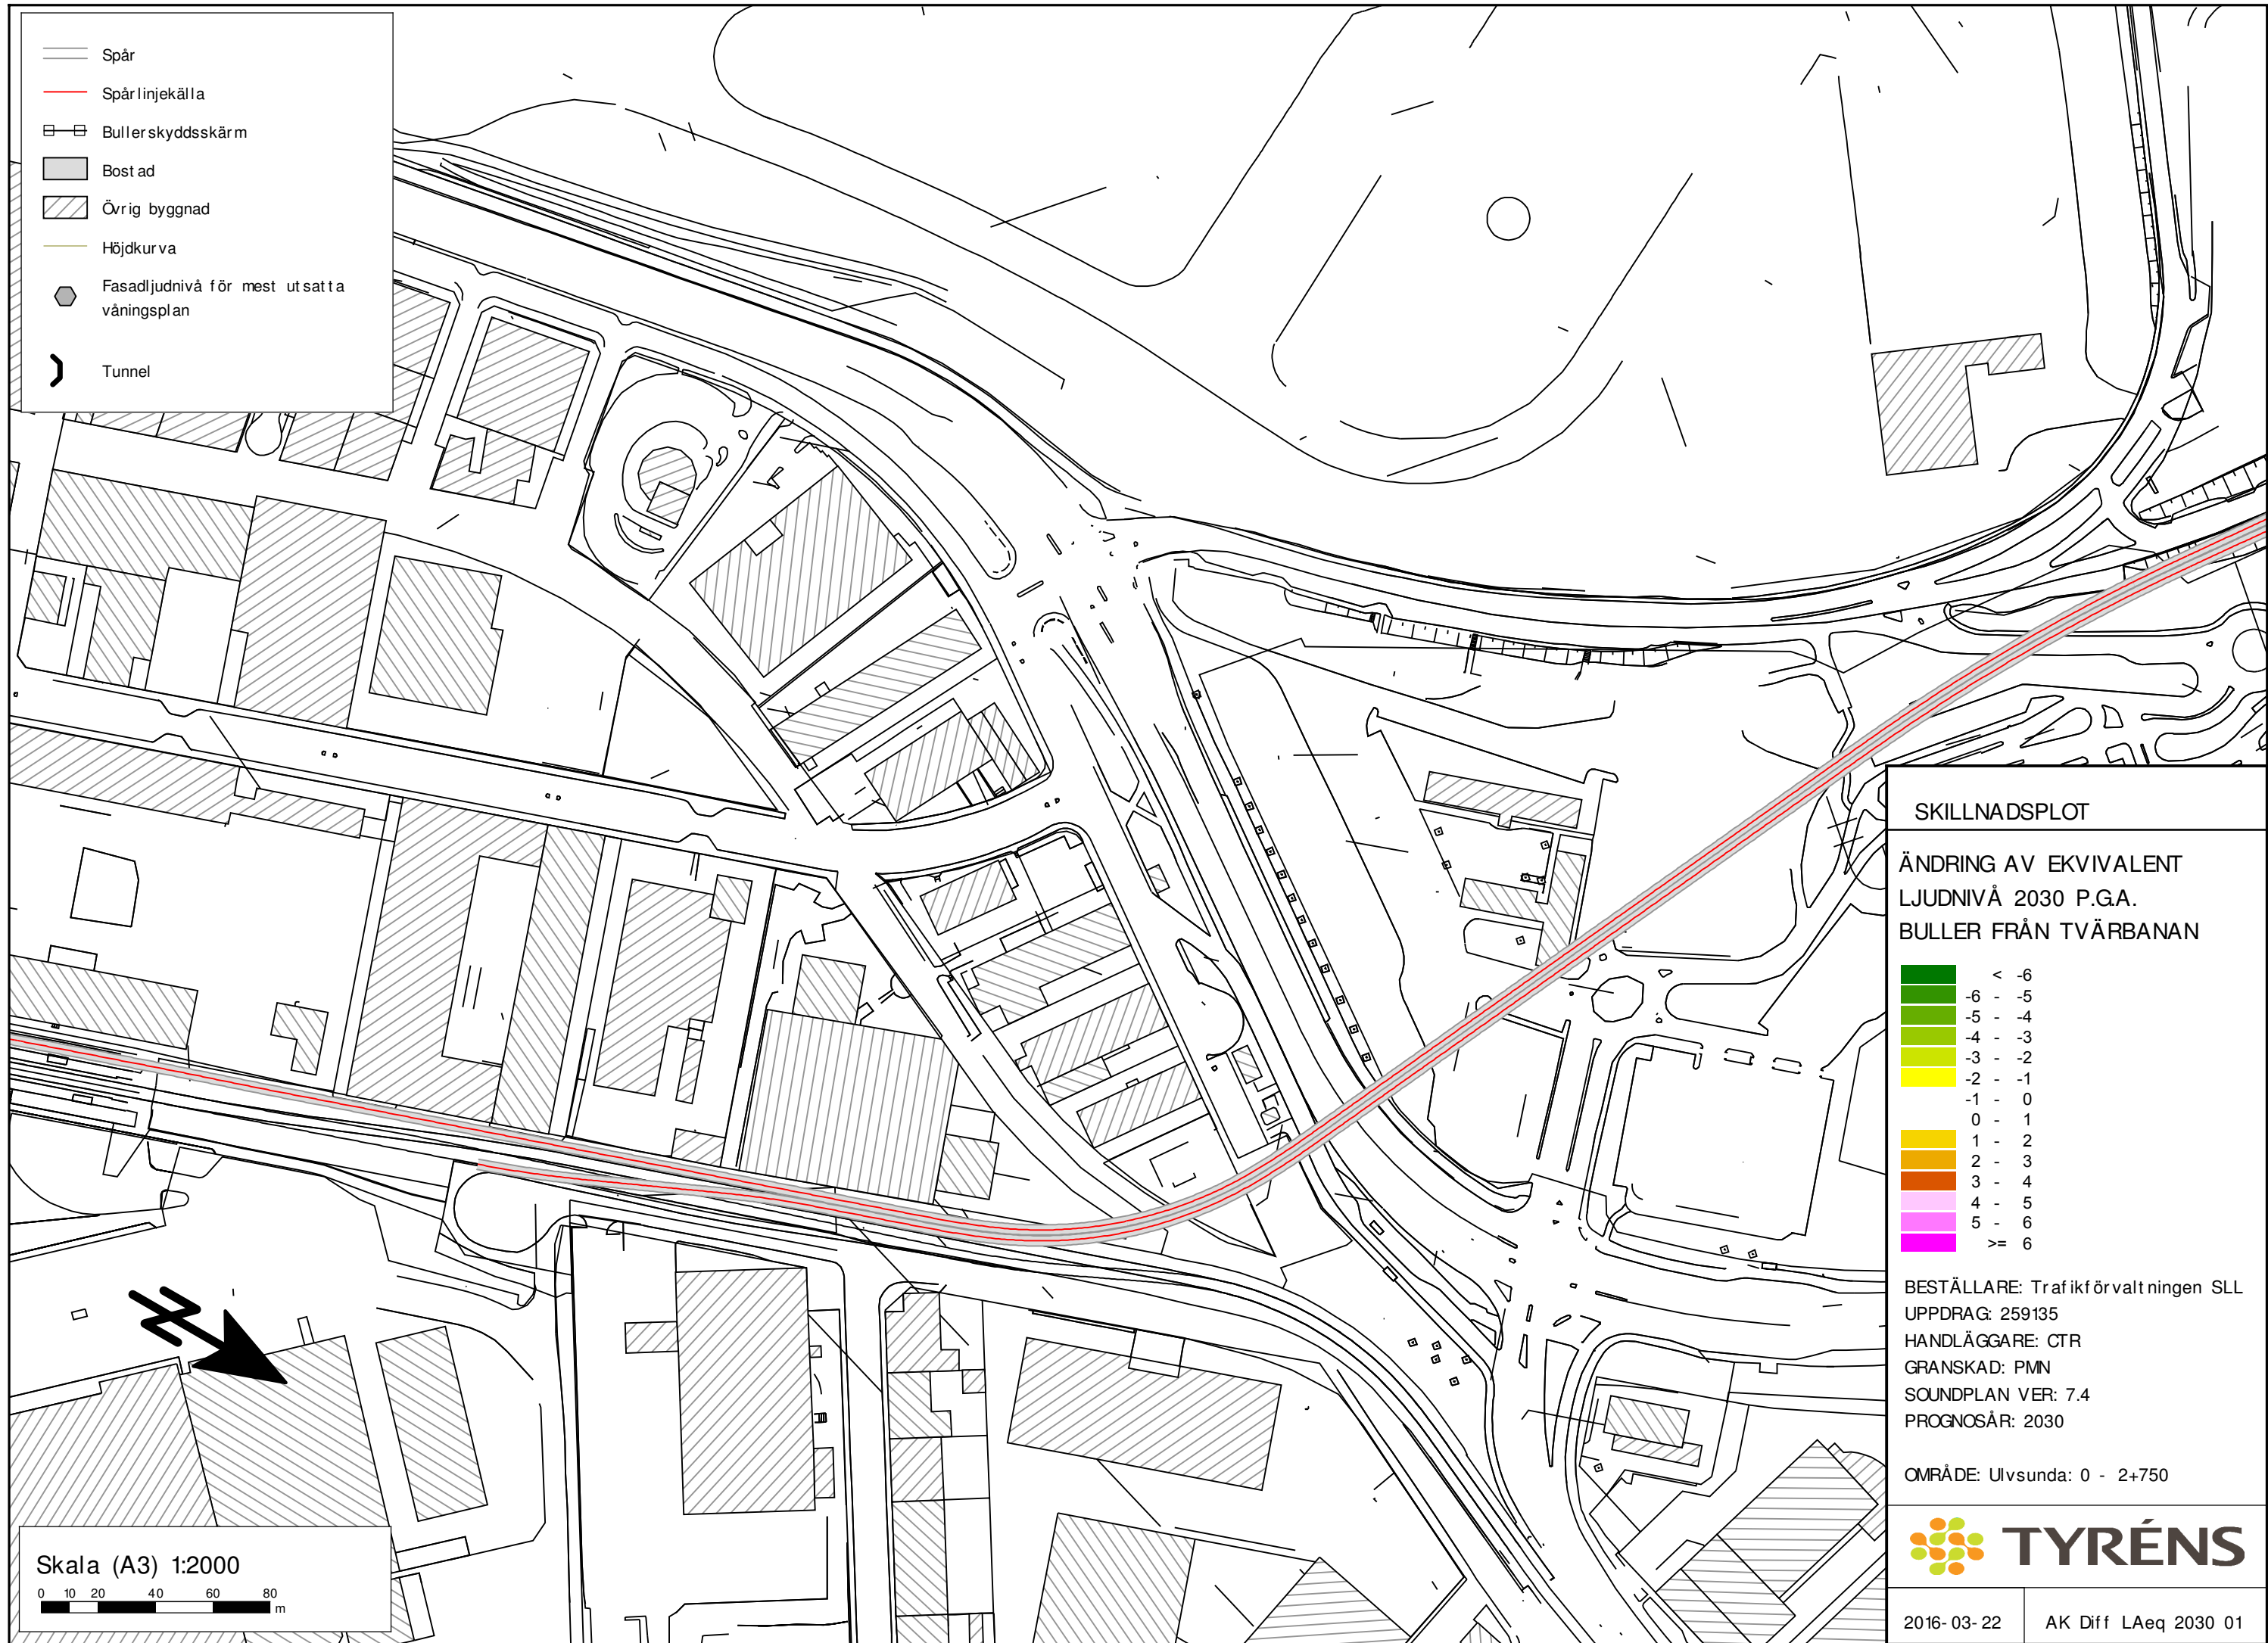 Spår
Spårlinjekälla
Bullerskyddsskärm
Bostad
Övrig byggnad
Höjdkurva
Fasadljudnivå för mest utsatta
våningsplan
Tunnel
SKILLNADSPLOT
ÄNDRING AV EKVIVALENT
LJUDNIVÅ 2030 P.G.A.
BULLER FRÅN TVÄRBANAN
< -6
-6 - -5
-5 - -4
-4 - -3
-3 - -2
-2 - -1
-1 - 0
0 - 1
1 - 2
2 - 3
3 - 4
4 - 5
5 - 6
>= 6
BESTÄLLARE: Trafikförvaltningen SLL
UPPDRAG: 259135
HANDLÄGGARE: CTR
GRANSKAD: PMN
SOUNDPLAN VER: 7.4
PROGNOSÅR: 2030
OMRÅDE: Ulvsunda: 0 - 2+750
TYRÉNS
2016-03-22 AK Diff LAeq 2030 01
Skala (A3) 1:2000
0 10 20 40 60 80
m